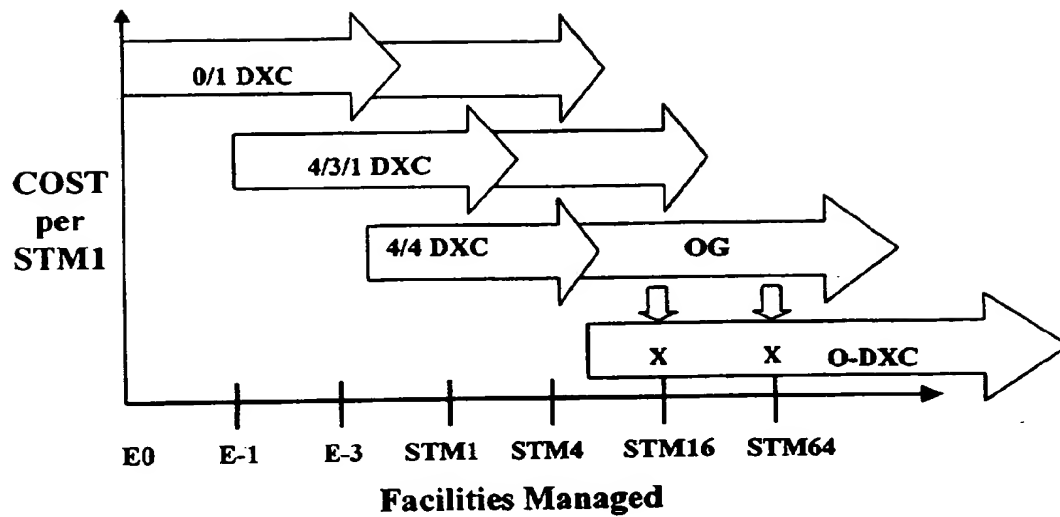 0/1 DXC
4/3/1 DXC
COST
per
STM1
4/4 DXC
OG
X
X
O-DXC
E0
E-1
E-3
STM1
STM4
STM16
STM64
Facilities Managed